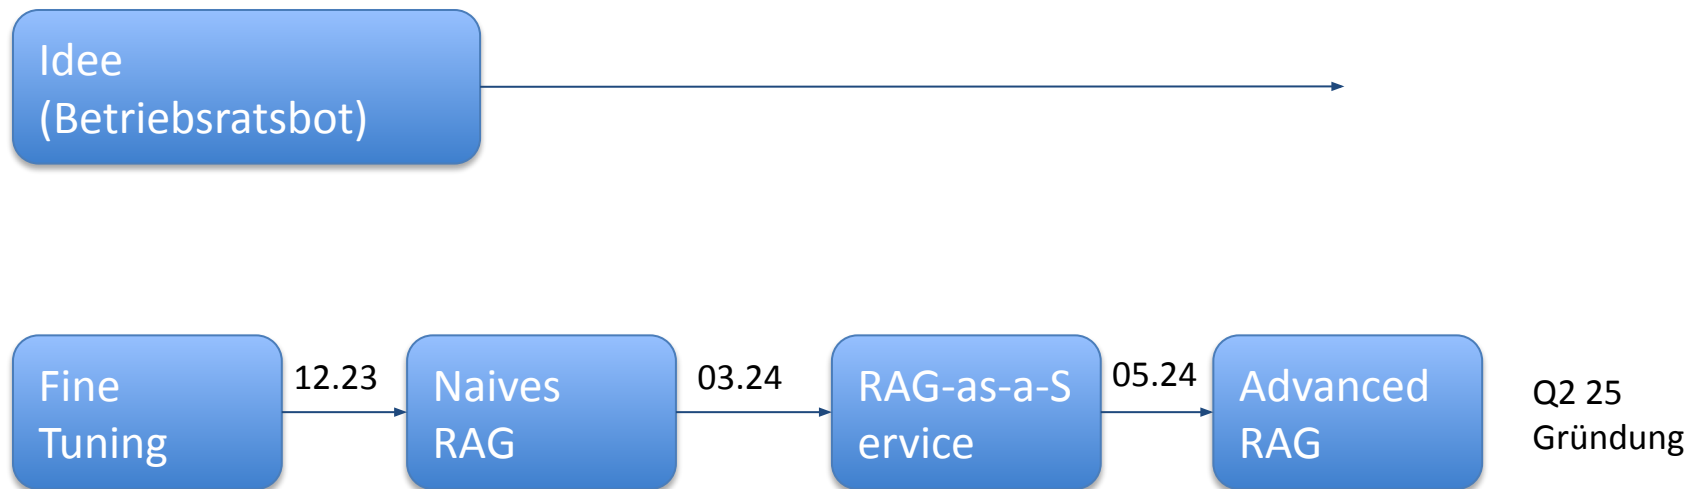 Idee
(Betriebsratsbot)
Fine
Tuning
12.23
Naives
RAG
03.24
RAG-as-a-S
ervice
05.24
Advanced
RAG
Q2 25
Gründung